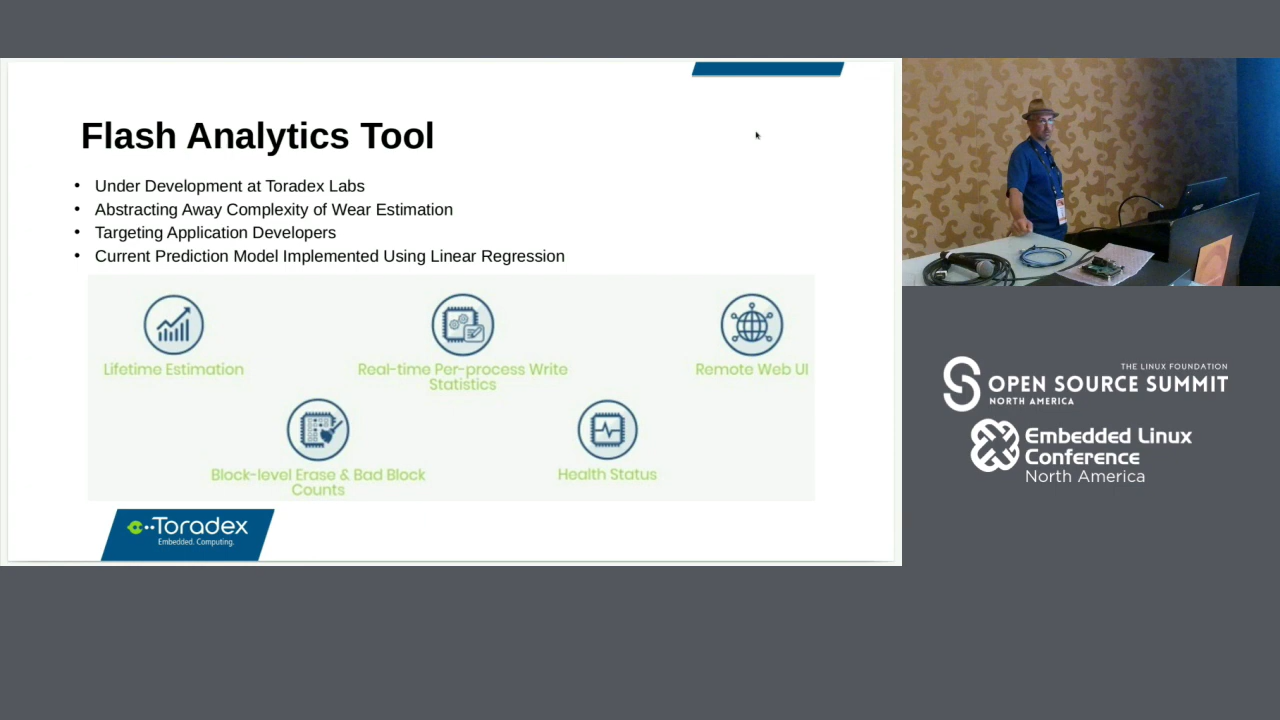 Flash Analytics Tool
• Under Development at Toradex Labs
• Abstracting Away Complexity of Wear Estimation
• Targeting Application Developers
• Current Prediction Model Implemented Using Linear Regression
Lifetime Estimation
Real-time Per-process Write
Statistics
Remote Web UI
Block-level Erase & Bad Block
Counts
Health Status
Toradex
Embedded. Computing.
THE LINUX FOUNDATION
OPEN SOURCE SUMMIT
NORTH AMERICA
Embedded Linux
Conference
North America